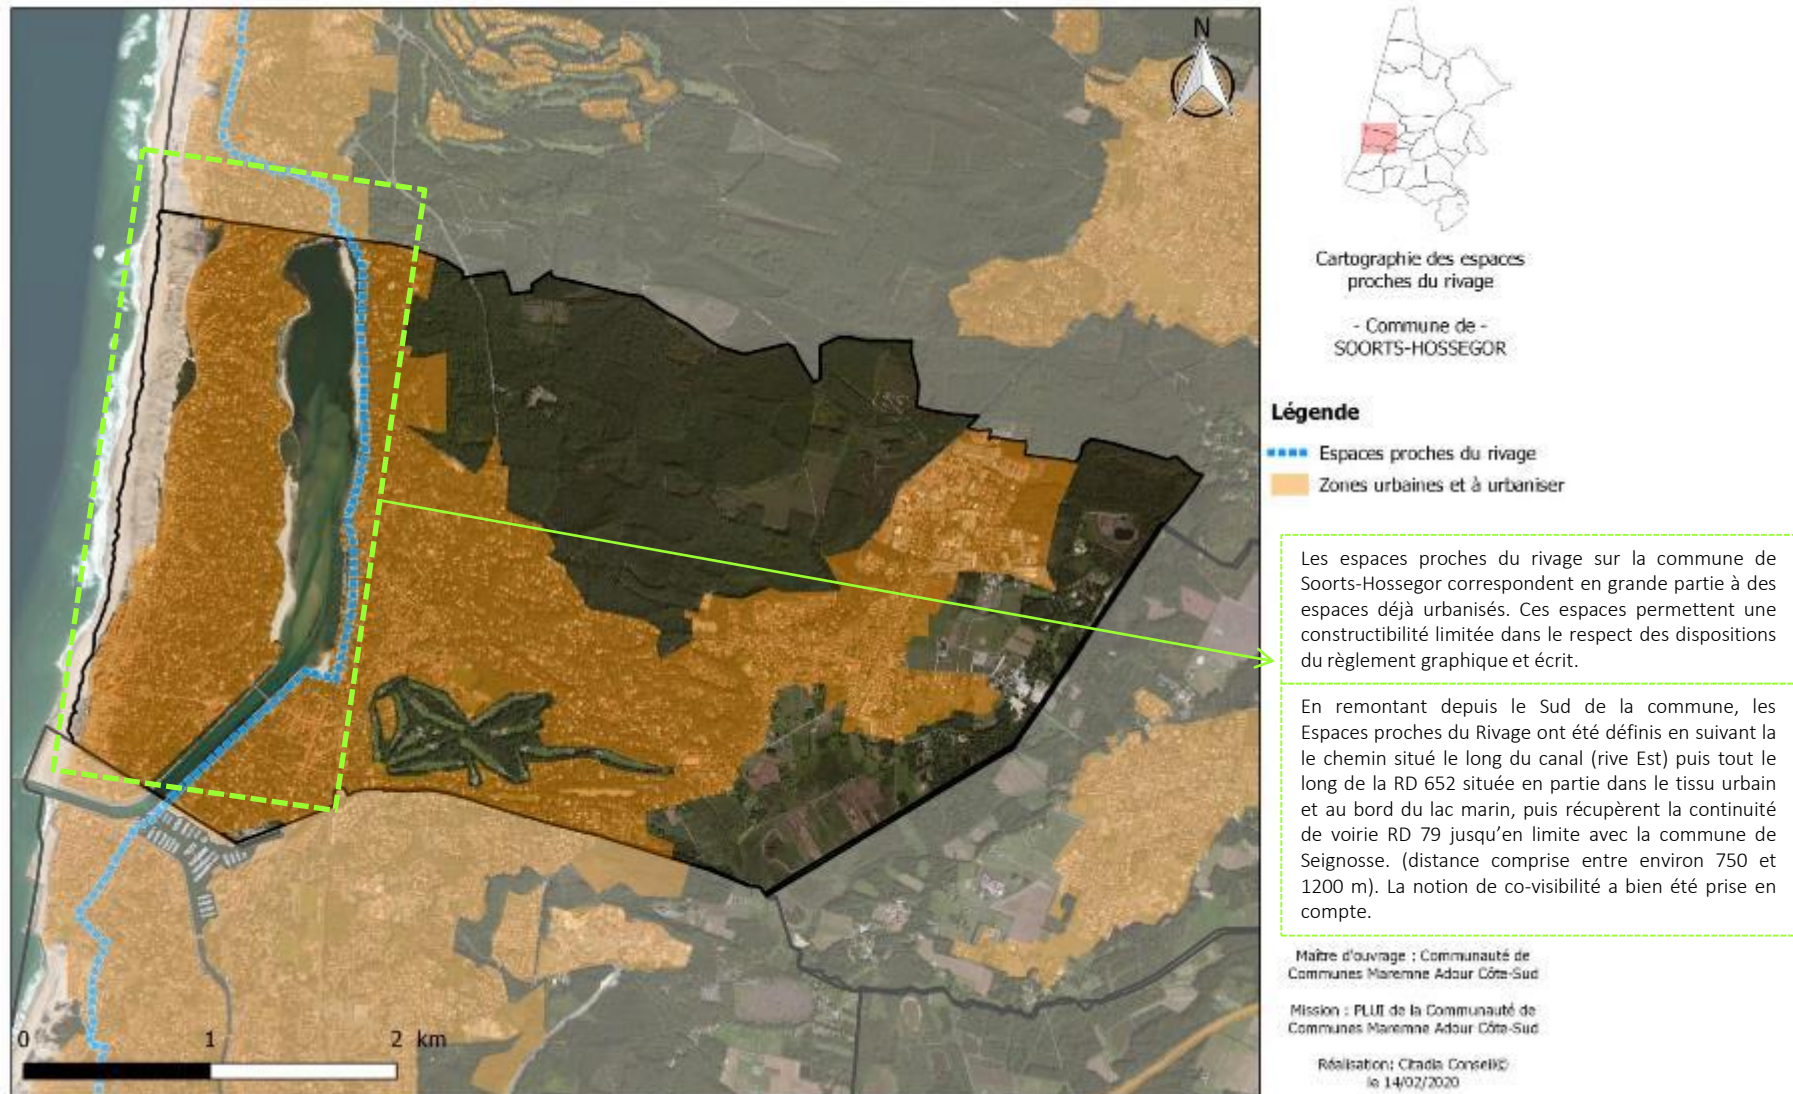 N
Cartographie des espaces
proches du rivage
- Commune de -
SOORTS-HOSSEGOR
Légende
Espaces proches du rivage
Zones urbaines et à urbaniser
Les espaces proches du rivage sur la commune de
Soorts-Hossegor correspondent en grande partie à des
espaces déjà urbanisés. Ces espaces permettent une
constructibilité limitée dans le respect des dispositions
du règlement graphique et écrit.
En remontant depuis le Sud de la commune, les
Espaces proches du Rivage ont été définis en suivant la
le chemin situé le long du canal (rive Est) puis tout le
long de la RD 652 située en partie dans le tissu urbain
et au bord du lac marin, puis récupèrent la continuité
de voirie RD 79 jusqu'en limite avec la commune de
Seignosse. (distance comprise entre environ 750 et
1200 m). La notion de co-visibilité a bien été prise en
compte.
Maître d'ouvrage : Communauté de
Communes Maremne Adour Côte-Sud
Mission : PLUI de la Communauté de
Communes Maremne Adour Côte-Sud
Réalisation: Citadia Conseil©
le 14/02/2020
0 1 2 km